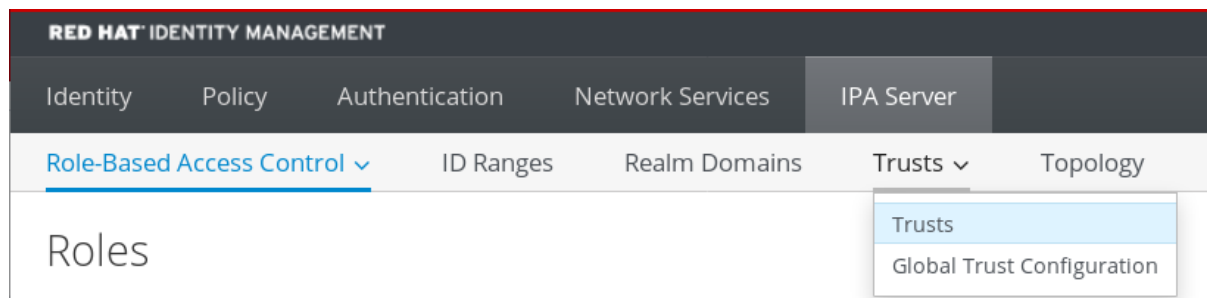 RED HAT® IDENTITY MANAGEMENT
Identity Policy Authentication Network Services IPA Server
Role-Based Access Control ID Ranges Realm Domains Trusts Topology
Trusts
Roles
Global Trust Configuration